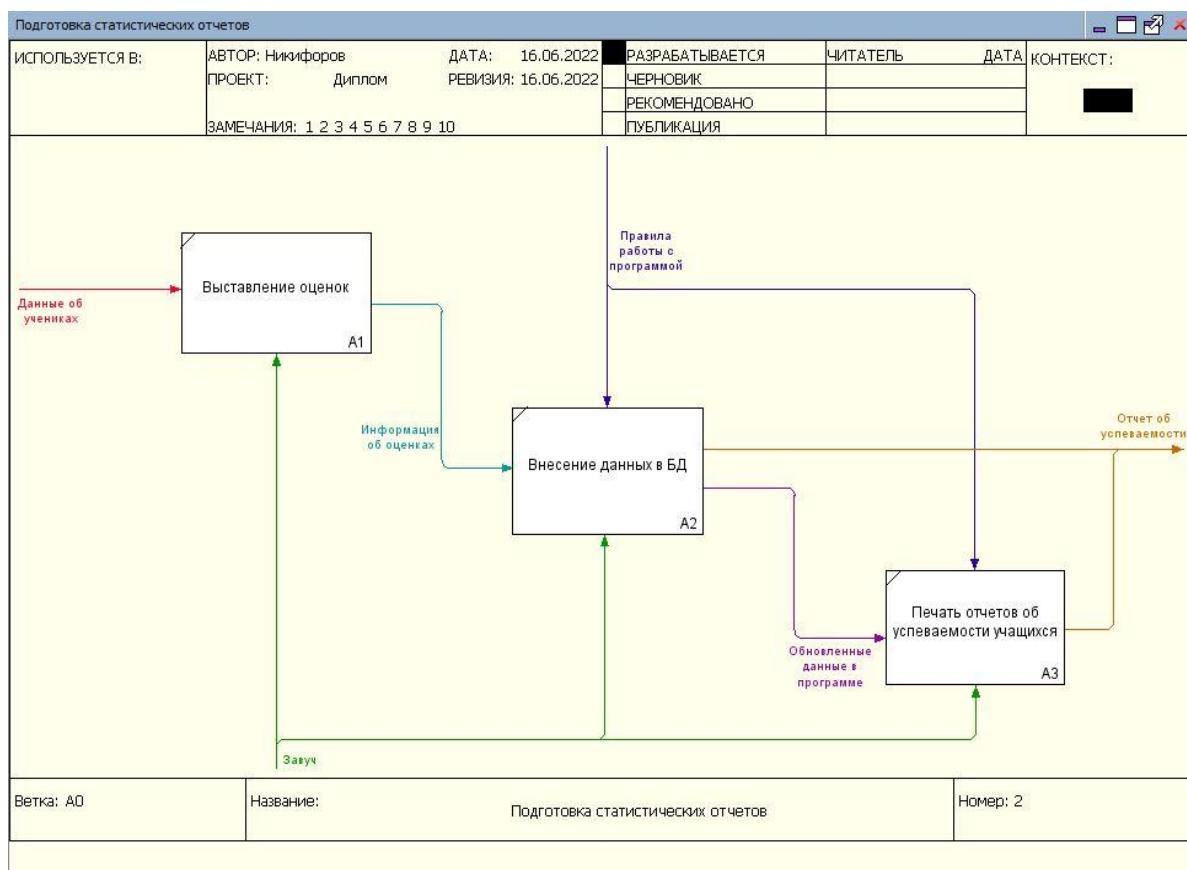 Подготовка статистических отчетов
ИСПОЛЬЗУЕТСЯ В:
АВТОР: Никифоров
ДАТА: 16.06.2022
ПРОЕКТ: Диплом
РЕВИЗИЯ: 16.06.2022
ЗАМЕЧАНИЯ: 1 2 3 4 5 6 7 8 9 10
РАЗРАБАТЫВАЕТСЯ
ЧЕРНОВИК
РЕКОМЕНДОВАНО
ПУБЛИКАЦИЯ
ЧИТАТЕЛЬ ДАТА
КОНТЕКСТ:
Правила
работы с
программой
Выставление оценок
A1
Данные об
учениках
Информация
об оценках
Внесение данных в БД
A2
Отчет об
успеваемости
Печать отчетов об
успеваемости учащихся
A3
Обновленные
данные в
программе
Завуч
Ветка: A0
Название:
Подготовка статистических отчетов
Номер: 2